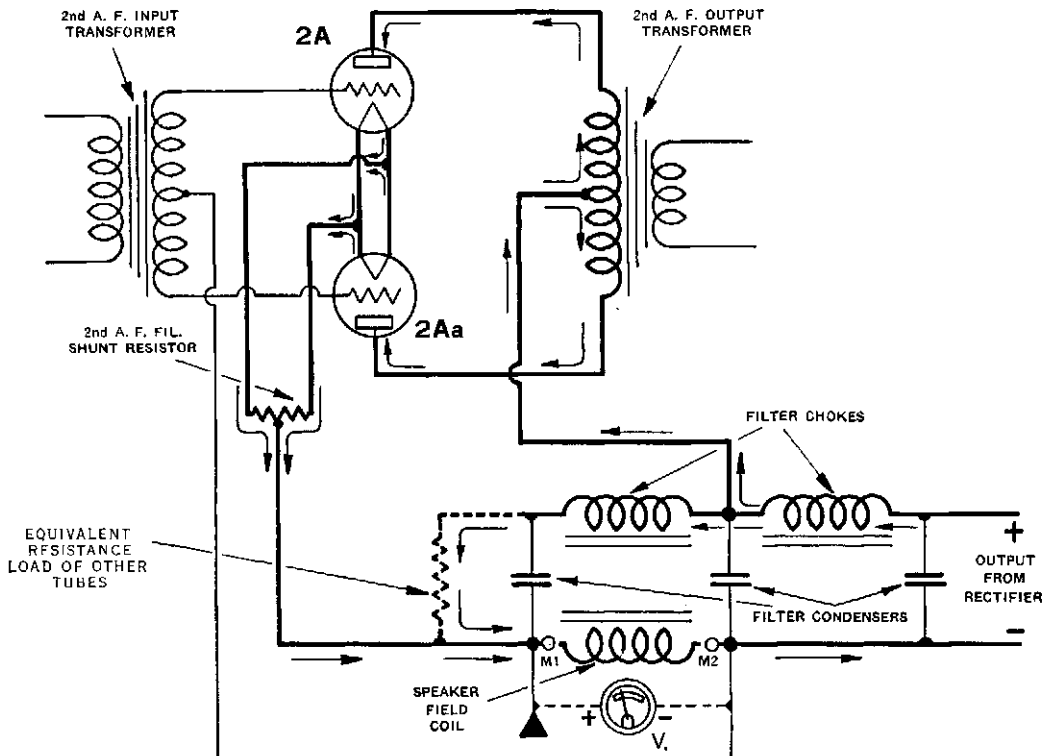 2nd A. F. INPUT
TRANSFORMER
2A
2nd A. F. OUTPUT
TRANSFORMER
2Aa
2nd A. F. FIL.
SHUNT RESISTOR
FILTER CHOKES
EQUIVALENT
RESISTANCE
LOAD OF OTHER
TUBES
+
OUTPUT
FROM
RECTIFIER
-
FILTER CONDENSERS
M1
M2
SPEAKER
FIELD
COIL
+
-
V.